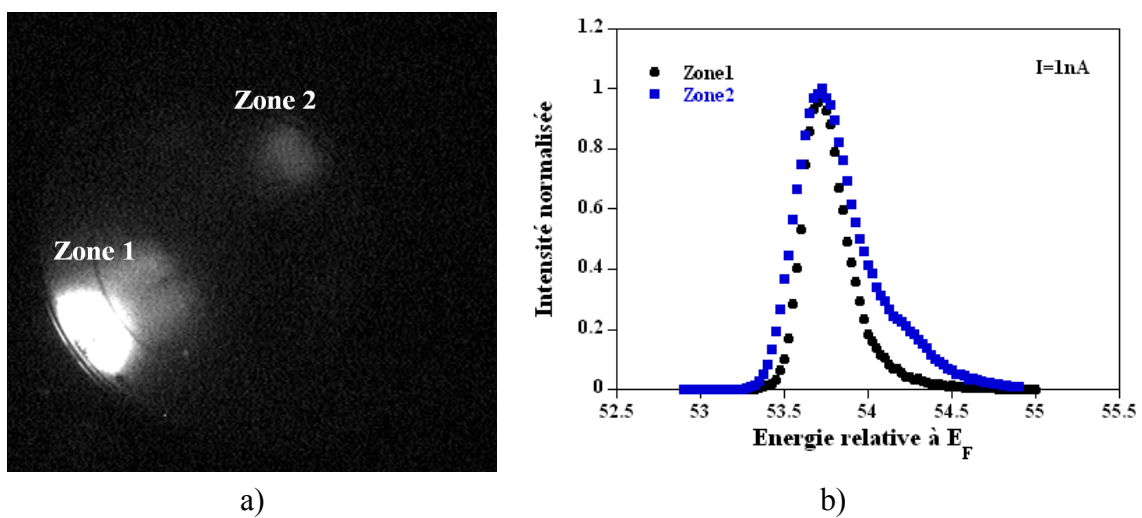 Zone 2
Zone 1
a)
1.2
1
0.8
0.6
0.4
0.2
0
Intensité normalisée
Zone1
Zone2
I=1nA
52.5 53 53.5 54 54.5 55 55.5
Energie relative à E_F
b)